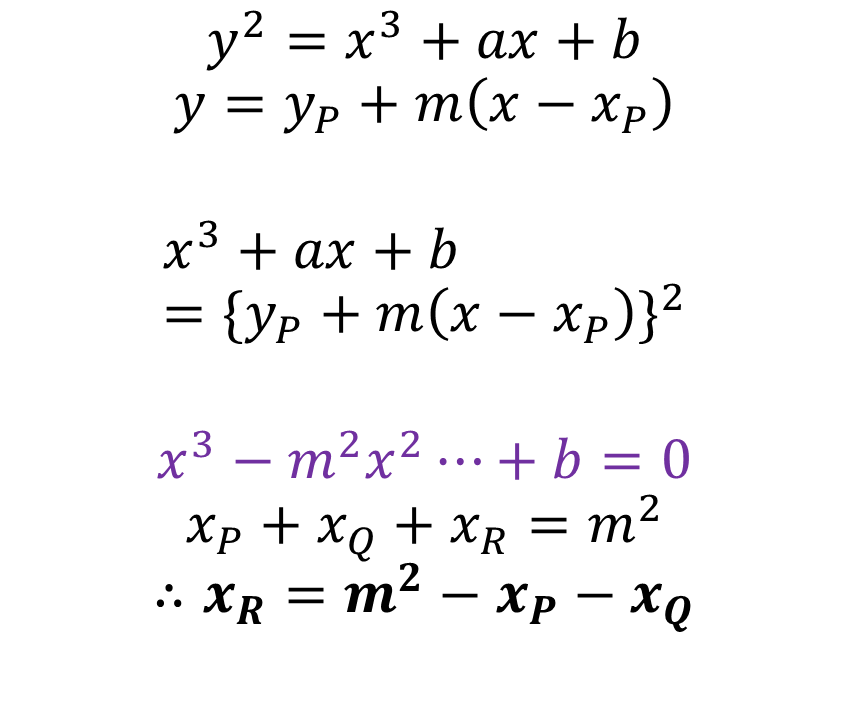 y² = x³ + ax + b
y = y_P + m(x − x_P)
x³ + ax + b
= {y_P + m(x − x_P)}²
x³ − m²x² ⋯ + b = 0
x_P + x_Q + x_R = m²
∴ x_R = m² − x_P − x_Q